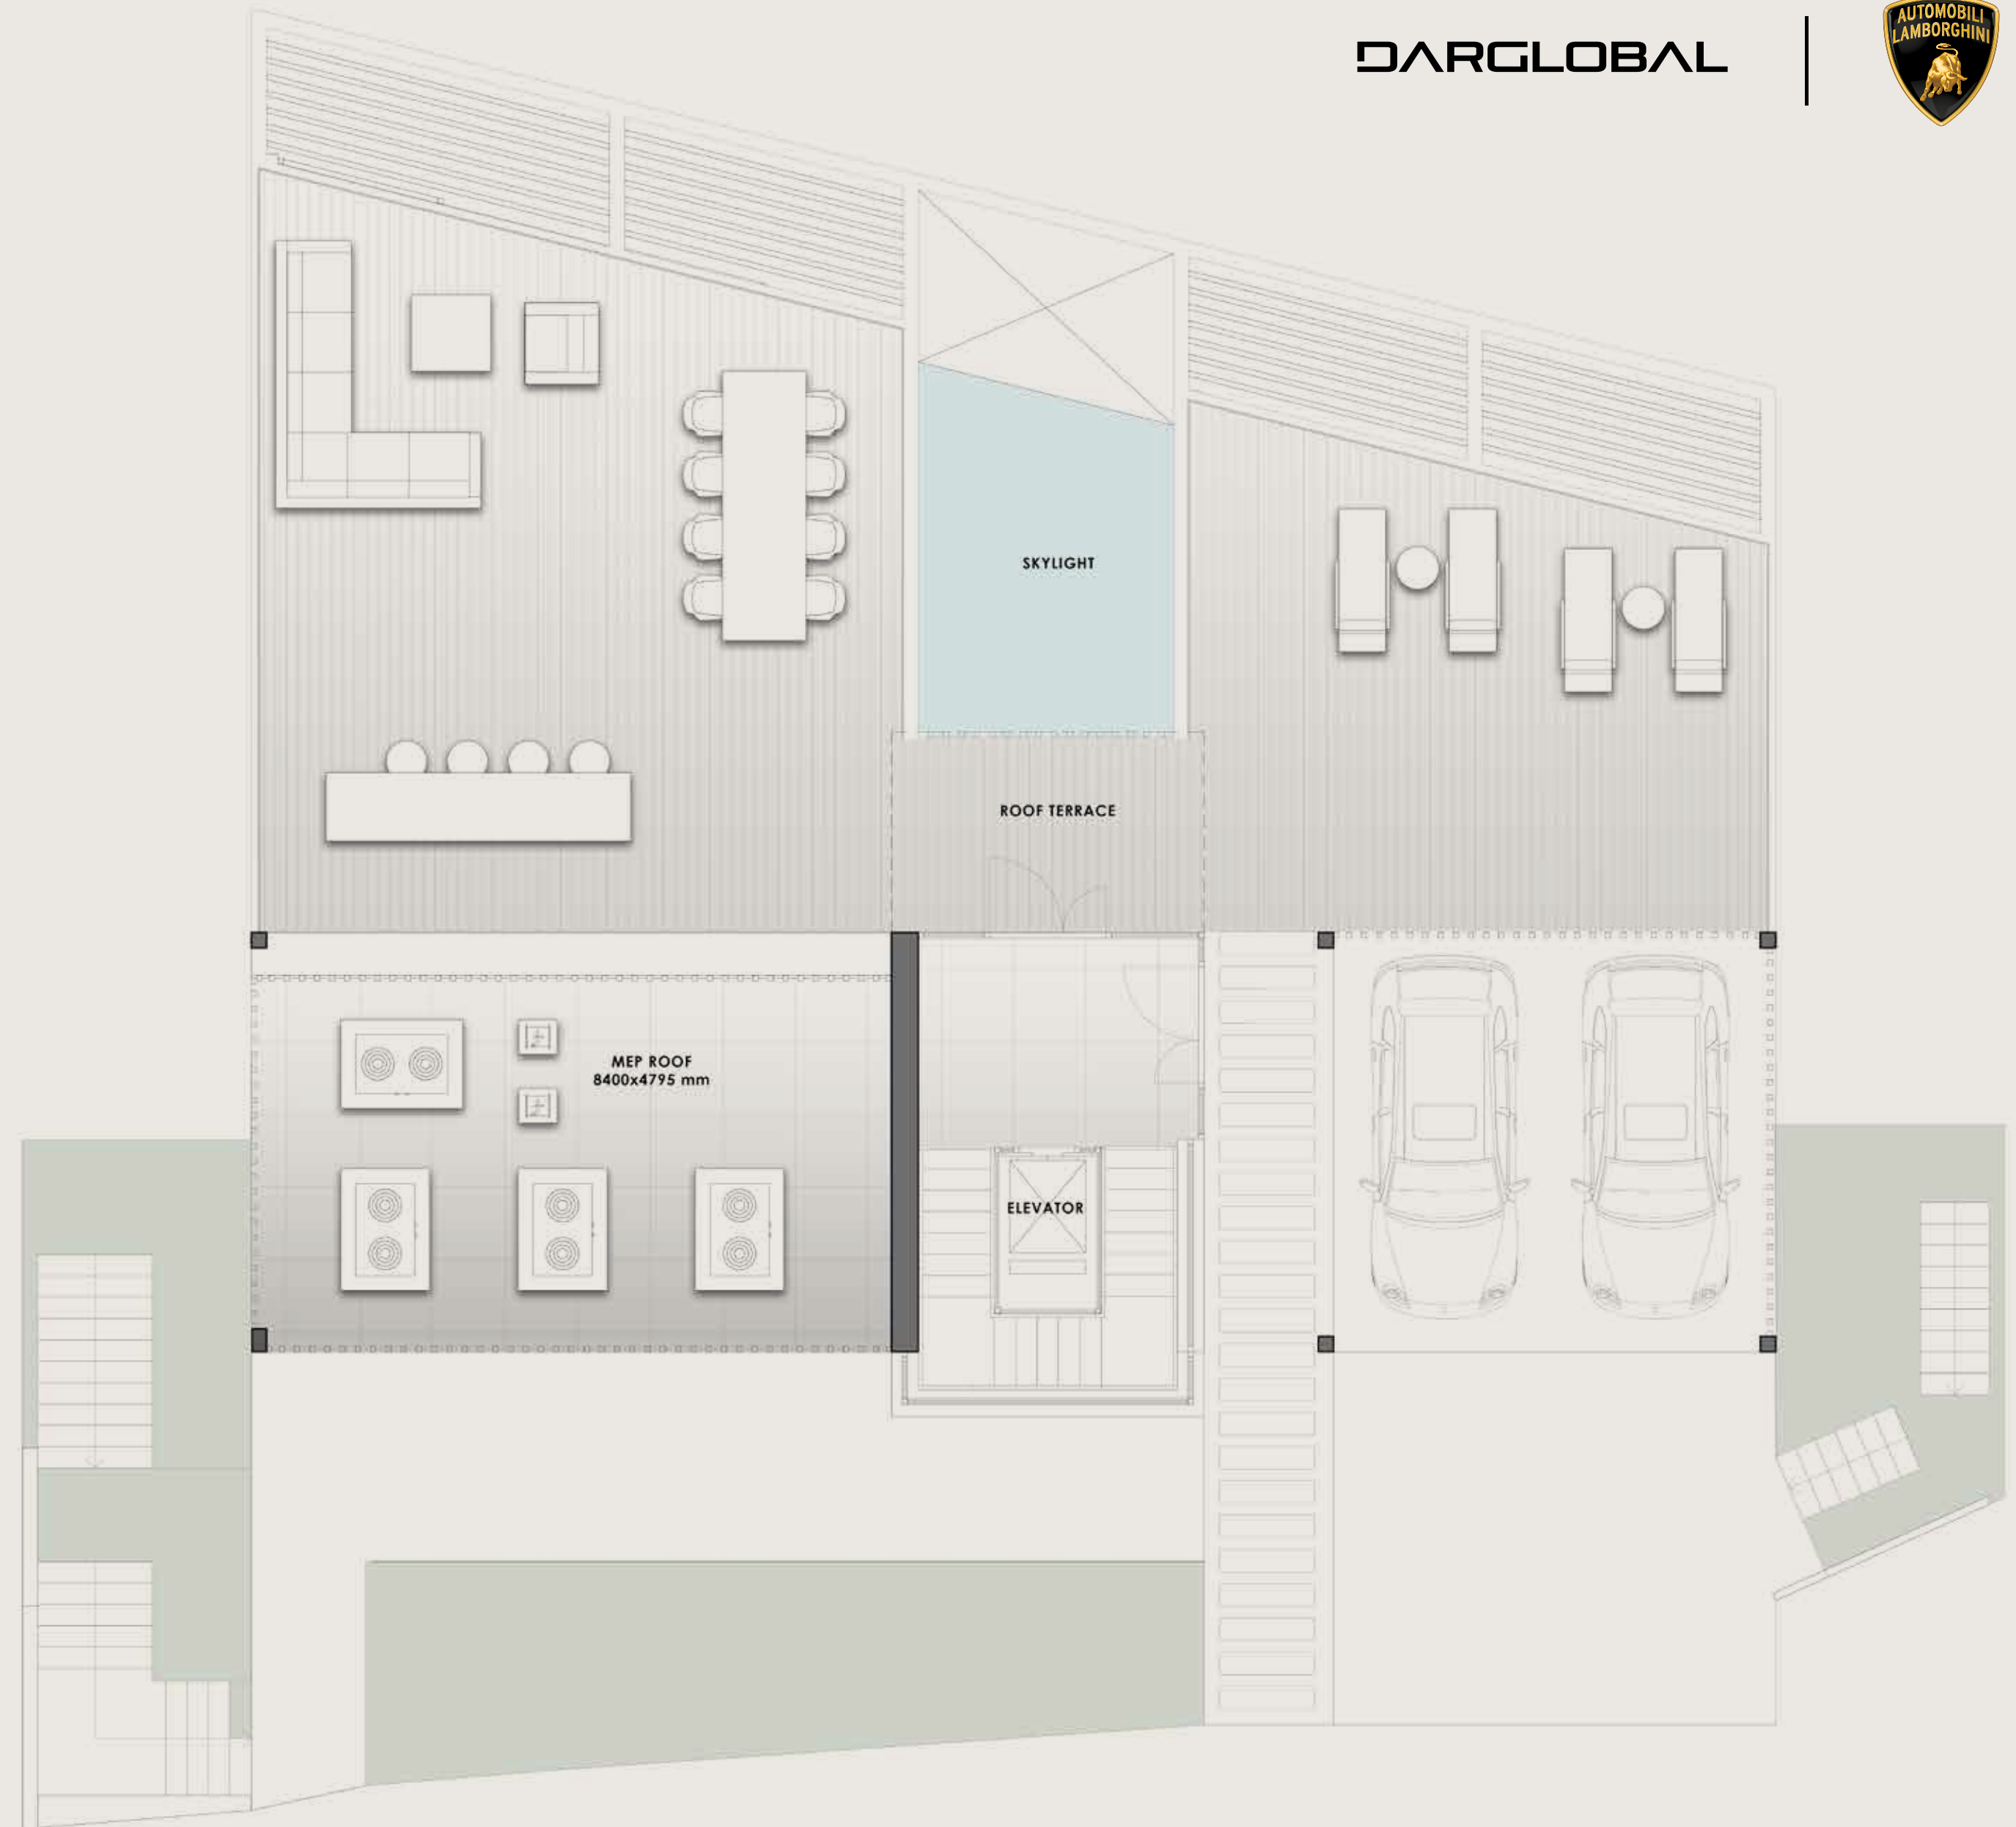 DARGLOBAL
AUTOMOBILI
LAMBORGHINI
SKYLIGHT
ROOF TERRACE
MEP ROOF
8400x4795 mm
ELEVATOR